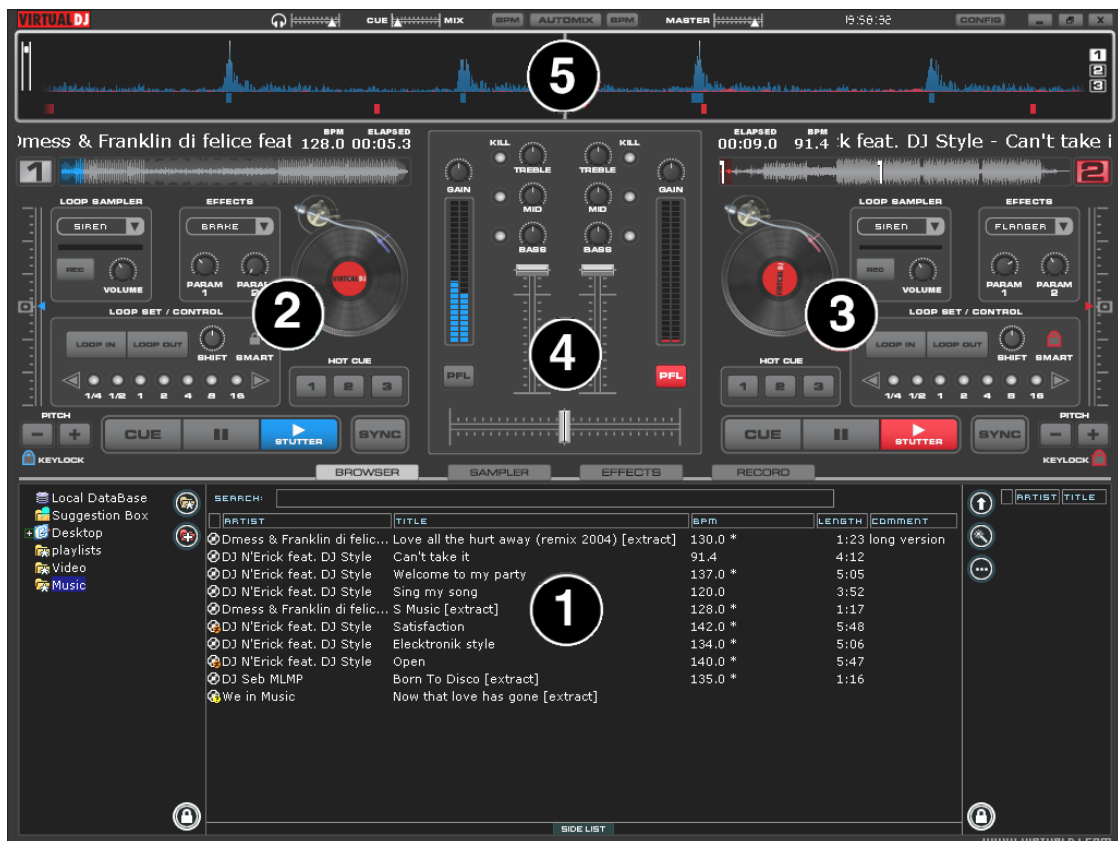 VIRTUAL DJ CUE MIX BPM AUTOMIX BPM MASTER 19:58:32 CONFIG X
5
1
2
3
Dmess & Franklin di felice feat BPM 128.0 ELAPSED 00:05.3
ELAPSED 00:09.0 BPM 91.4 k feat. DJ Style - Can't take i
1
2
LOOP SAMPLER EFFECTS
SIREN BRAKE
REC VOLUME PARAM 1 PARAM 2
VIRTUAL DJ
2
LOOP SET / CONTROL
LOOP IN LOOP OUT SHIFT SMART
1/4 1/2 1 2 4 8 16
HOT CUE
1 2 3
PITCH
- + CUE STUTTER SYNC
KEYLOCK
KILL TREBLE KILL
GAIN MID MID GAIN
TREBLE
BASS BASS
4
PFL PFL
LOOP SAMPLER EFFECTS
SIREN FLANGER
REC VOLUME PARAM 1 PARAM 2
VIRTUAL DJ
3
LOOP SET / CONTROL
LOOP IN LOOP OUT SHIFT SMART
1/4 1/2 1 2 4 8 16
HOT CUE
1 2 3
PITCH
CUE STUTTER SYNC - +
KEYLOCK
BROWSER SAMPLER EFFECTS RECORD
Local DataBase
Suggestion Box
Desktop
playlists
Video
Music
SEARCH:
ARTIST TITLE BPM LENGTH COMMENT
Dmess & Franklin di felic... Love all the hurt away (remix 2004) [extract] 130.0 * 1:23 long version
DJ N'Erick feat. DJ Style Can't take it 91.4 4:12
DJ N'Erick feat. DJ Style Welcome to my party 137.0 * 5:05
DJ N'Erick feat. DJ Style Sing my song 120.0 3:52
Dmess & Franklin di felic... S Music [extract] 128.0 * 1:17
DJ N'Erick feat. DJ Style Satisfaction 142.0 * 5:48
DJ N'Erick feat. DJ Style Elecktronik style 134.0 * 5:06
DJ N'Erick feat. DJ Style Open 140.0 * 5:47
DJ Seb MLMP Born To Disco [extract] 135.0 * 1:16
We in Music Now that love has gone [extract]
1
SIDE LIST
ARTIST TITLE
WWW.VIRTUALDJ.COM